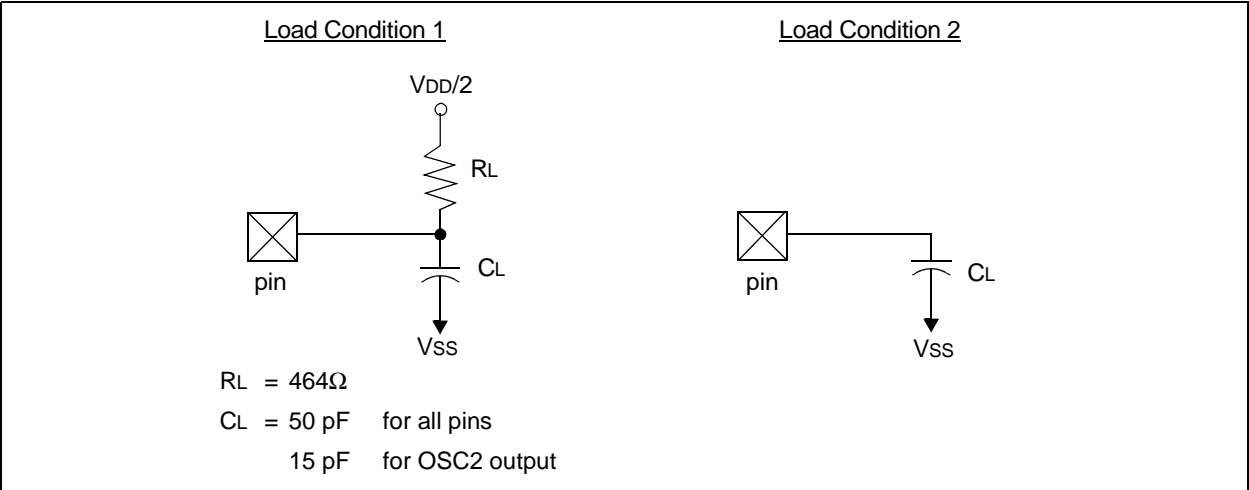 Load Condition 1
VDD/2
RL
CL
pin
VSS
Load Condition 2
pin
CL
VSS
RL = 464Ω
CL = 50 pF for all pins
15 pF for OSC2 output